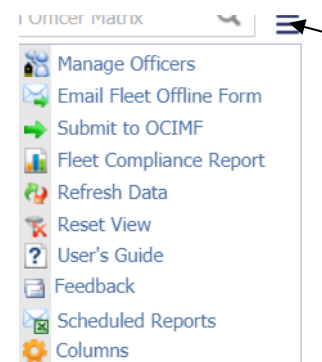 Officer Matrix
Manage Officers
Email Fleet Offline Form
Submit to OCIMF
Fleet Compliance Report
Refresh Data
Reset View
User's Guide
Feedback
Scheduled Reports
Columns